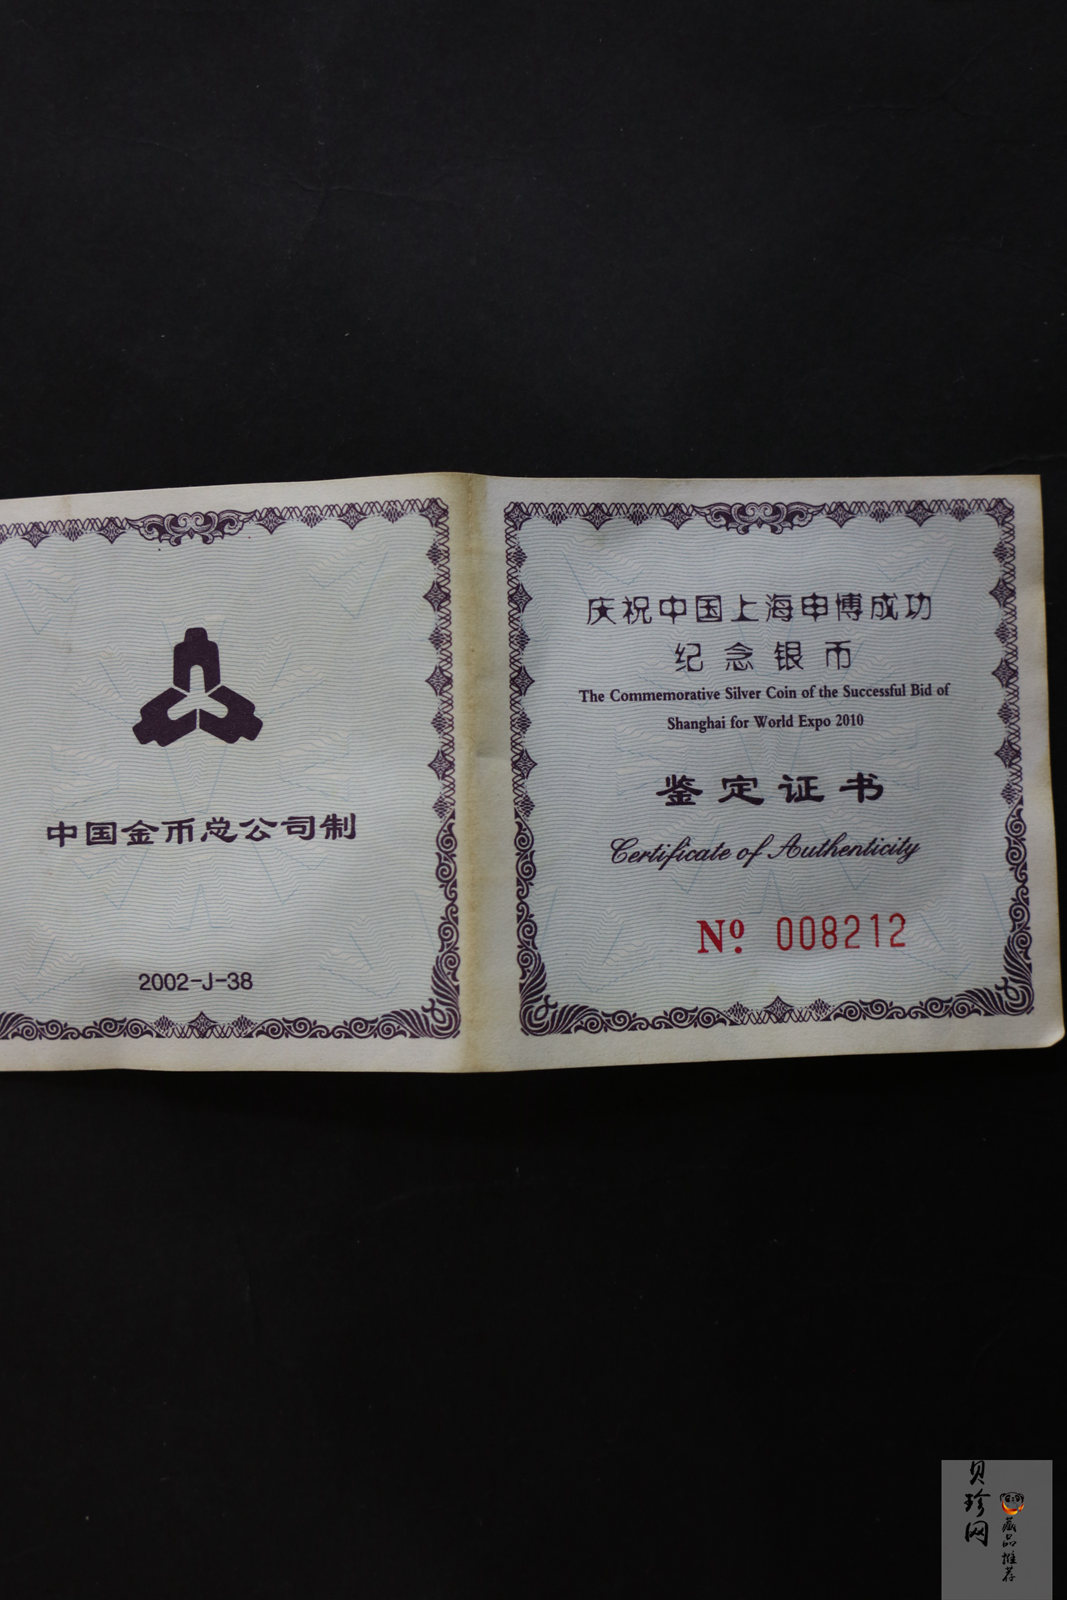 中国金币总公司制
2002-J-38
庆祝中国上海申博成功
纪念银币
The Commemorative Silver Coin of the Successful Bid of
Shanghai for World Expo 2010
鉴定证书
Certificate of Authenticity
Nº 008212
贝珍网
藏品推荐